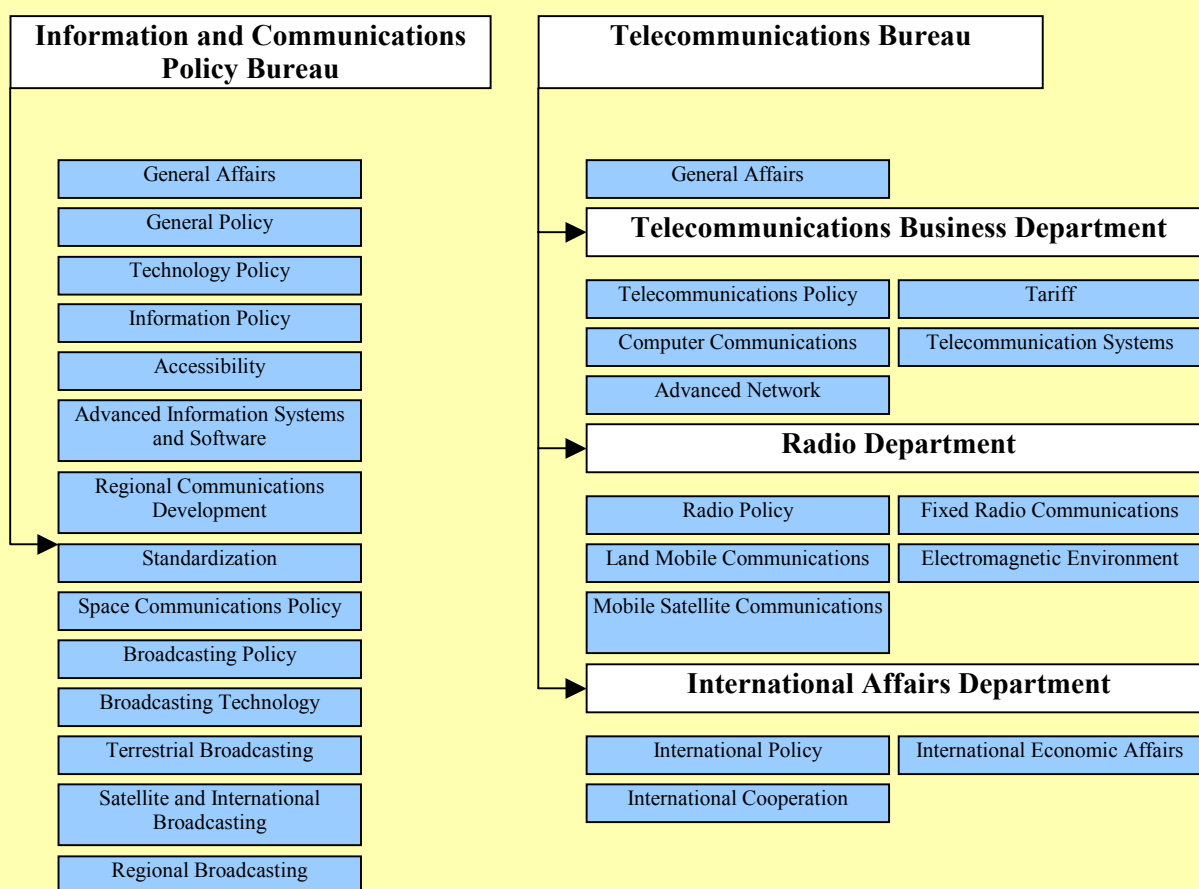 Information and Communications
Policy Bureau
General Affairs
General Policy
Technology Policy
Information Policy
Accessibility
Advanced Information Systems
and Software
Regional Communications
Development
Standardization
Space Communications Policy
Broadcasting Policy
Broadcasting Technology
Terrestrial Broadcasting
Satellite and International
Broadcasting
Regional Broadcasting
Telecommunications Bureau
General Affairs
Telecommunications Business Department
Telecommunications Policy
Tariff
Computer Communications
Telecommunication Systems
Advanced Network
Radio Department
Radio Policy
Fixed Radio Communications
Land Mobile Communications
Electromagnetic Environment
Mobile Satellite Communications
International Affairs Department
International Policy
International Economic Affairs
International Cooperation